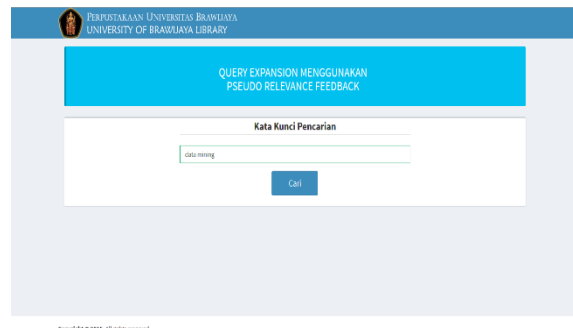 PERPUSTAKAAN UNIVERSITAS BRAWIJAYA
UNIVERSITY OF BRAWIJAYA LIBRARY
QUERY EXPANSION MENGGUNAKAN
PSEUDO RELEVANCE FEEDBACK
Kata Kunci Pencarian
data mining
Cari